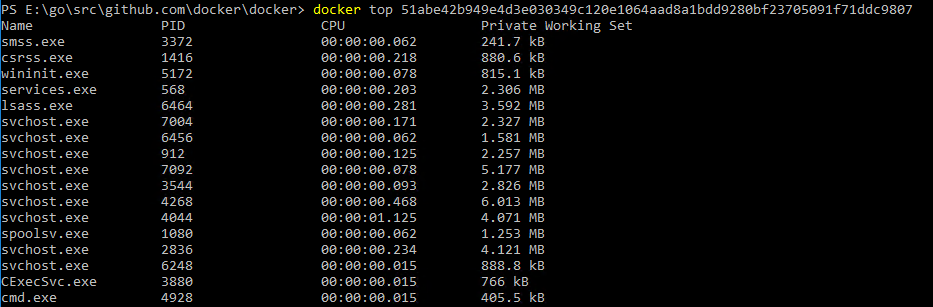 PS E:\go\src\github.com\docker\docker> docker top 51abe42b949e4d3e030349c120e1064aad8a1bdd9280bf23705091f71ddc9807
Name PID CPU Private Working Set
smss.exe 3372 00:00:00.062 241.7 kB
csrss.exe 1416 00:00:00.218 880.6 kB
wininit.exe 5172 00:00:00.078 815.1 kB
services.exe 568 00:00:00.203 2.306 MB
lsass.exe 6464 00:00:00.281 3.592 MB
svchost.exe 7004 00:00:00.171 2.327 MB
svchost.exe 6456 00:00:00.062 1.581 MB
svchost.exe 912 00:00:00.125 2.257 MB
svchost.exe 7092 00:00:00.078 5.177 MB
svchost.exe 3544 00:00:00.093 2.826 MB
svchost.exe 4268 00:00:00.468 6.013 MB
svchost.exe 4044 00:00:01.125 4.071 MB
spoolsv.exe 1080 00:00:00.062 1.253 MB
svchost.exe 2836 00:00:00.234 4.121 MB
svchost.exe 6248 00:00:00.015 888.8 kB
CExecSvc.exe 3880 00:00:00.015 766 kB
cmd.exe 4928 00:00:00.015 405.5 kB